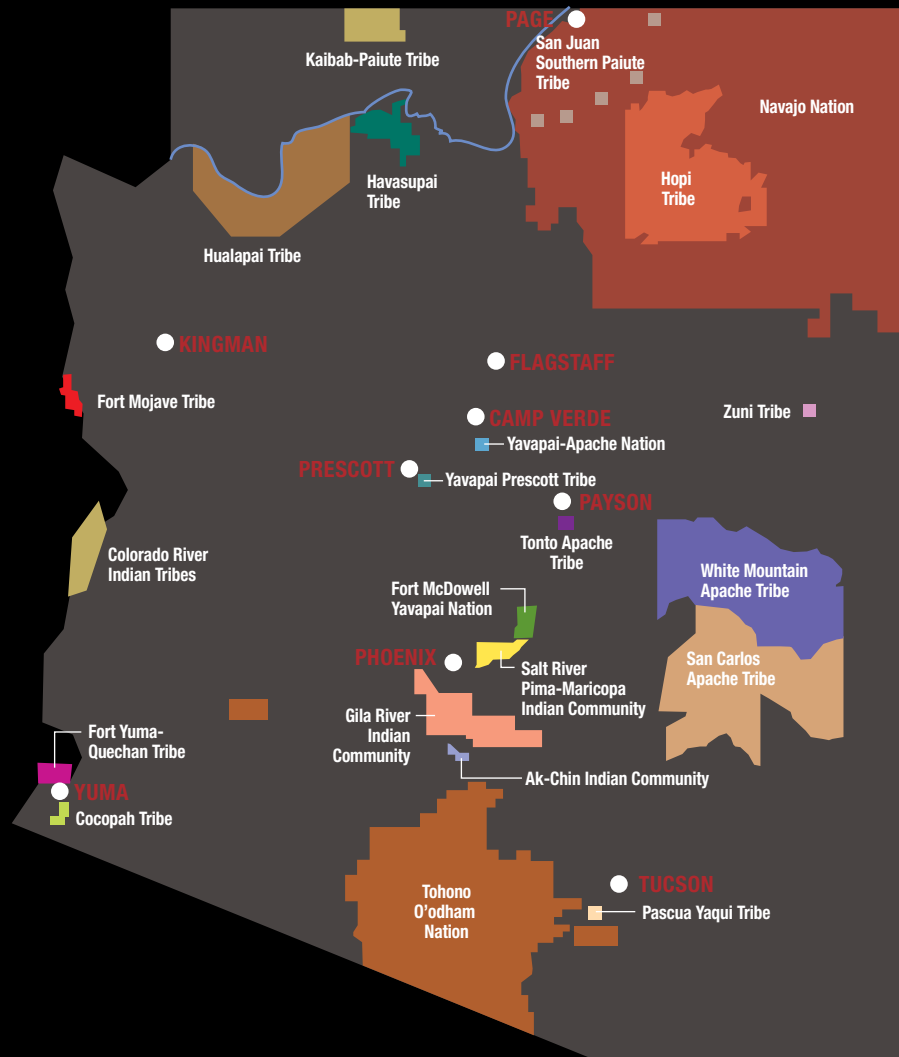 PAGE
San Juan
Southern Paiute
Tribe
Kaibab-Paiute Tribe
Navajo Nation
Havasupai
Tribe
Hopi
Tribe
Hualapai Tribe
KINGMAN
FLAGSTAFF
Fort Mojave Tribe
CAMP VERDE
Zuni Tribe
Yavapai-Apache Nation
PRESCOTT
Yavapai Prescott Tribe
PAYSON
Tonto Apache
Tribe
Colorado River
Indian Tribes
White Mountain
Apache Tribe
Fort McDowell
Yavapai Nation
PHOENIX
San Carlos
Apache Tribe
Salt River
Pima-Maricopa
Indian Community
Gila River
Indian
Community
Fort Yuma-
Quechan Tribe
Ak-Chin Indian Community
YUMA
Cocopah Tribe
TUCSON
Tohono
O'odham
Nation
Pascua Yaqui Tribe